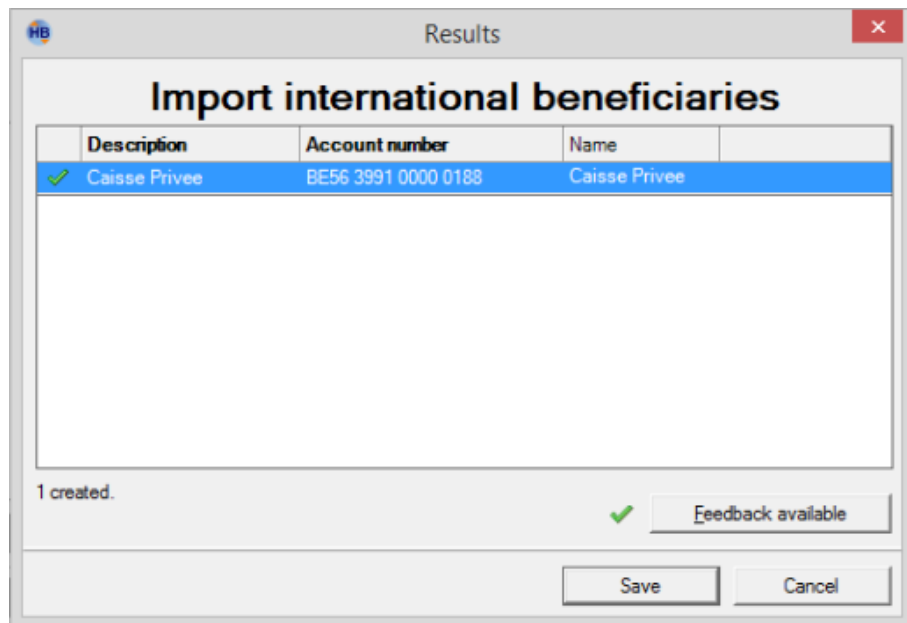 HB
Results
Import international beneficiaries
Description Account number Name
Caisse Privee BE56 3991 0000 0188 Caisse Privee
1 created.
Feedback available
Save Cancel